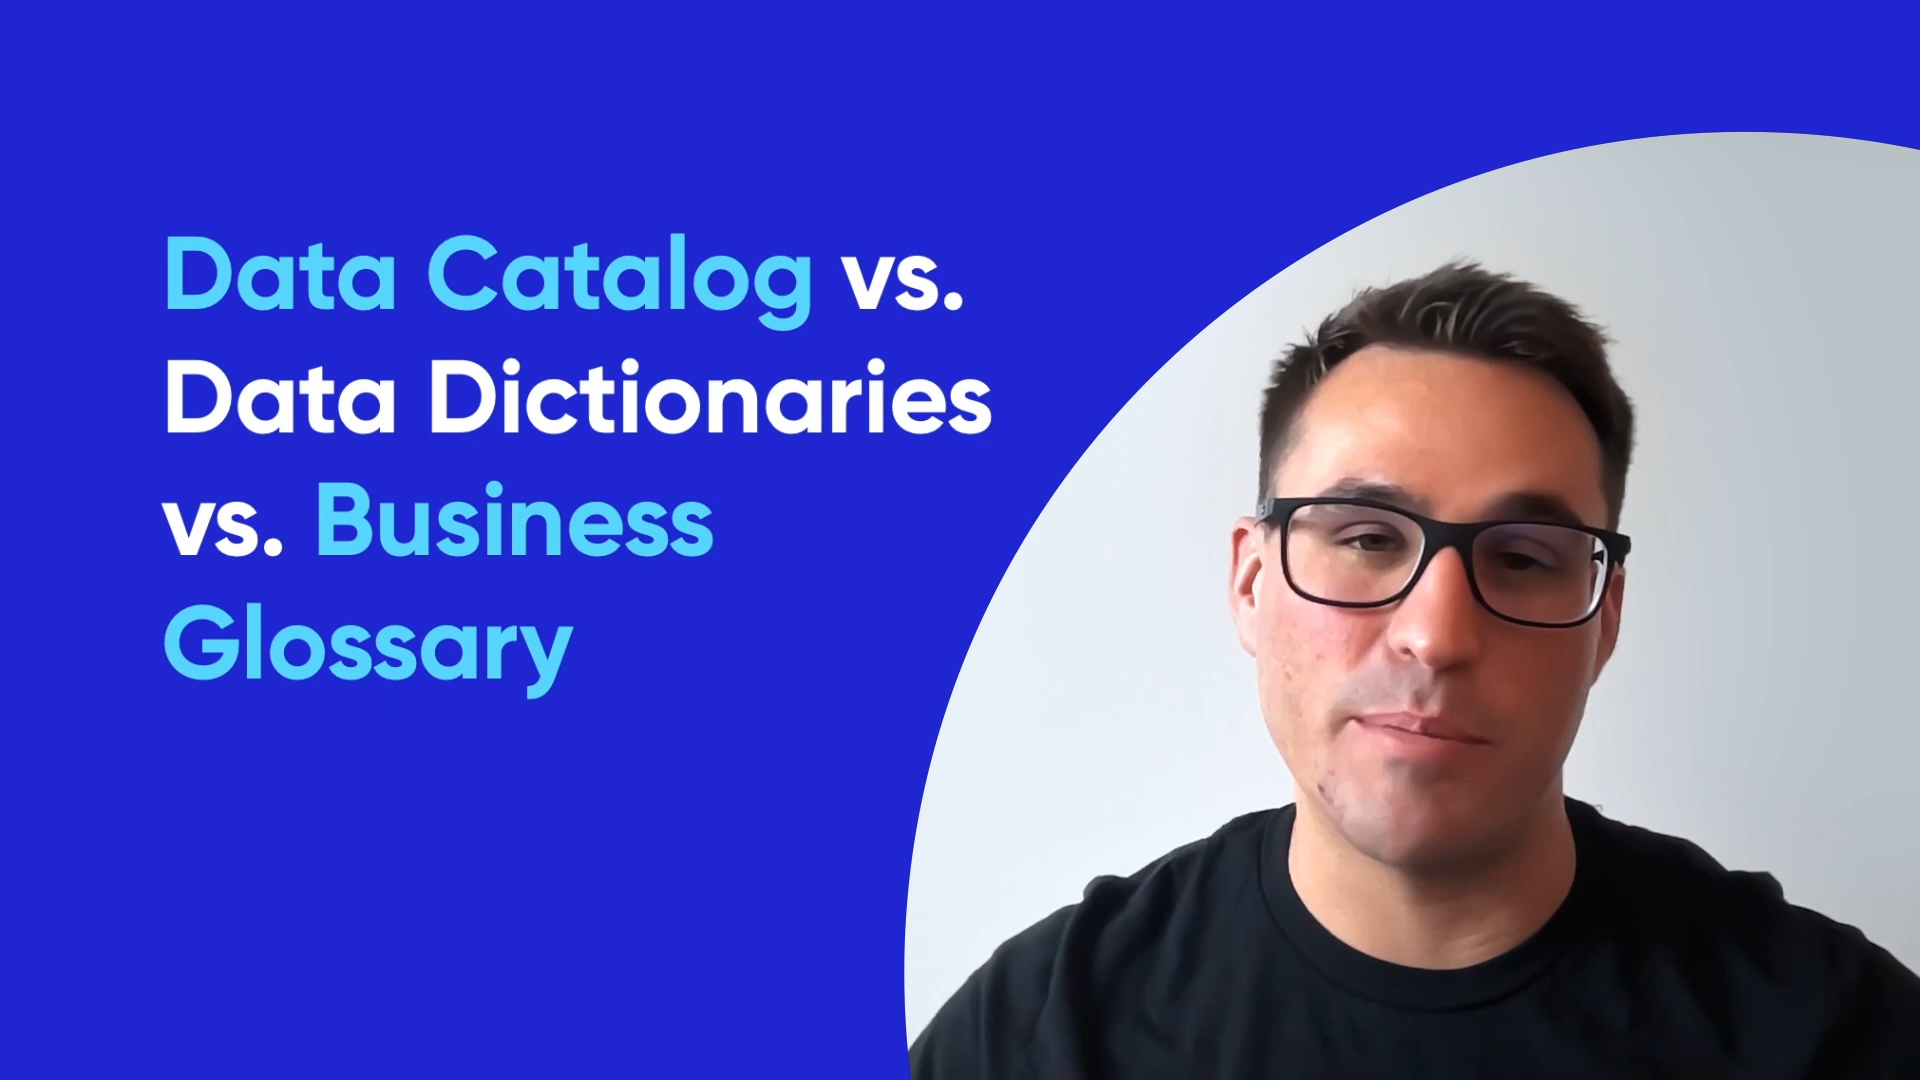 Data Catalog vs.
Data Dictionaries
vs. Business
Glossary